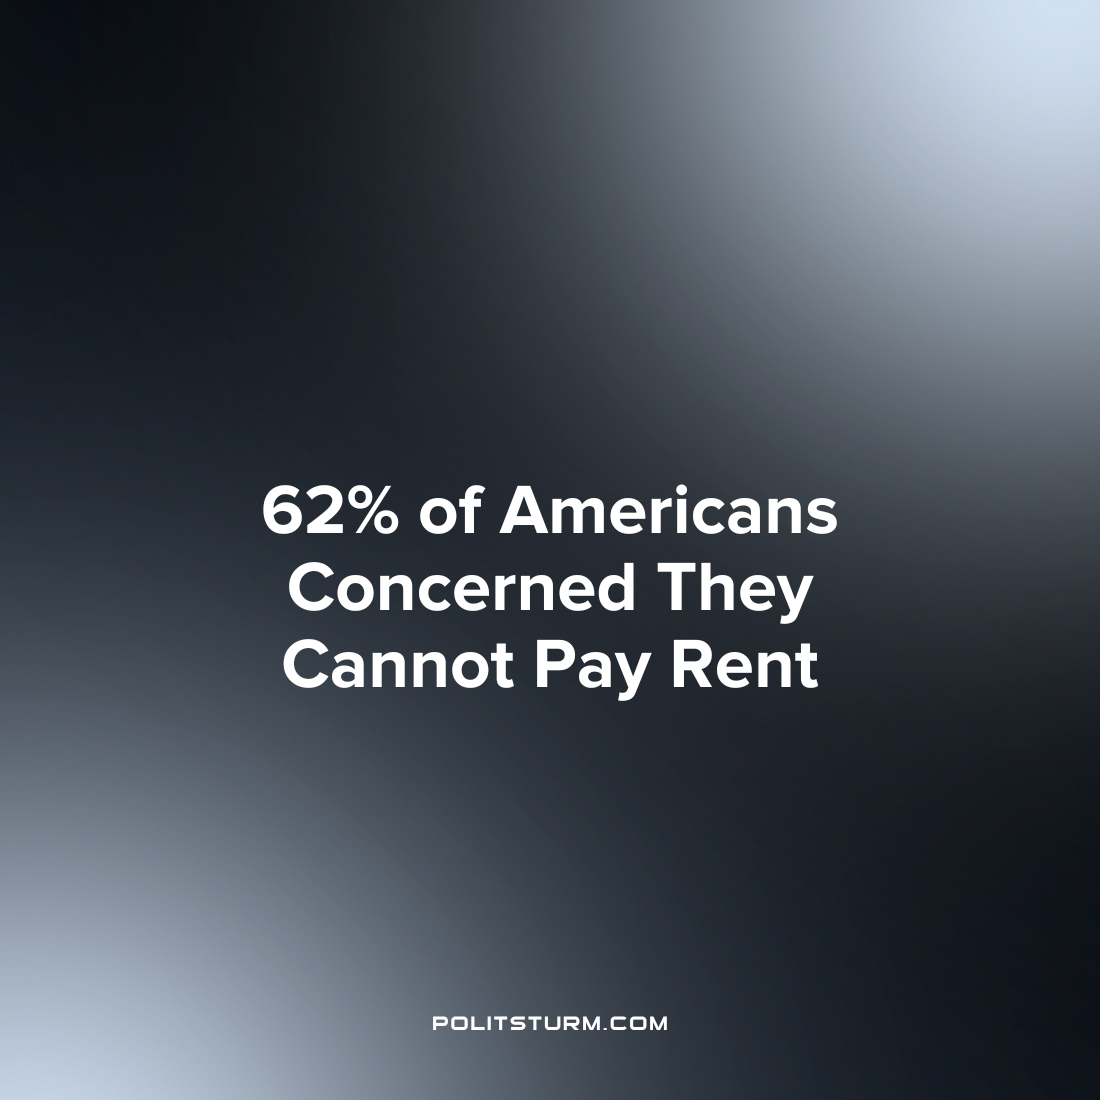 62% of Americans
Concerned They
Cannot Pay Rent
POLITSTURM.COM